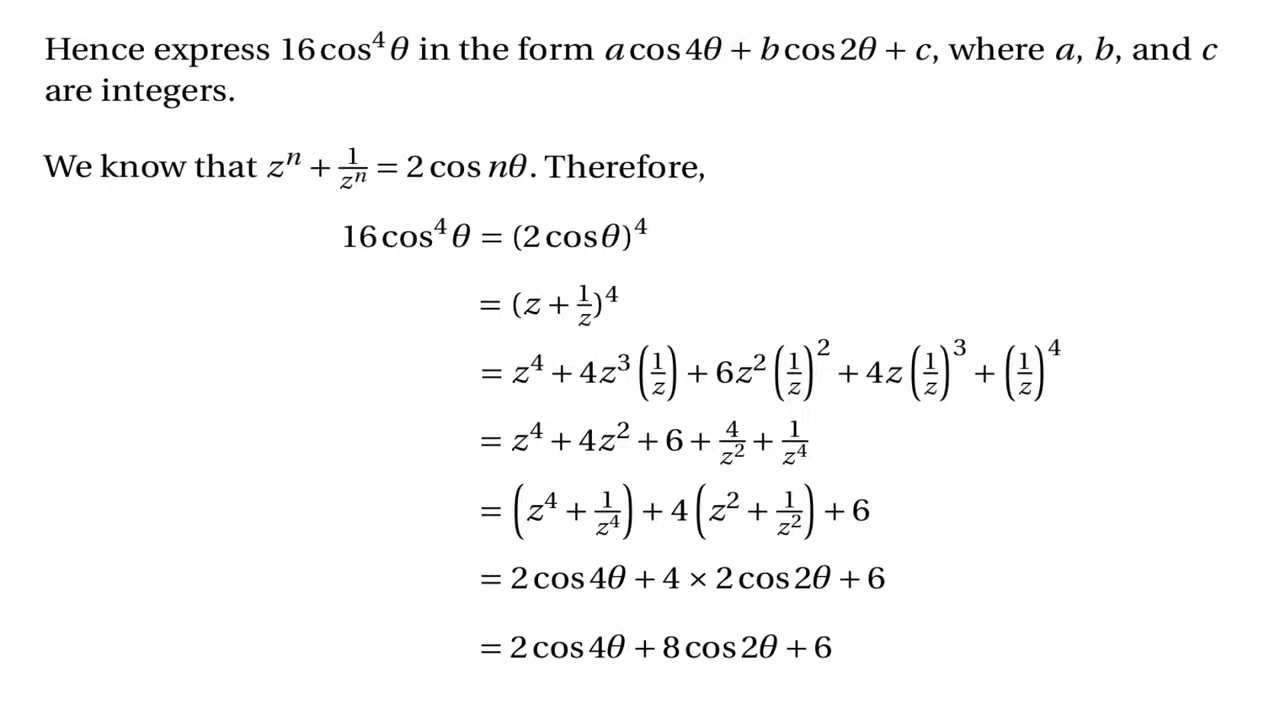 Hence express 16 cos⁴ θ in the form a cos 4θ + b cos 2θ + c, where a, b, and c
are integers.
We know that zⁿ + 1/zⁿ = 2 cos nθ. Therefore,
16 cos⁴ θ = (2 cos θ)⁴
= (z + 1/z)⁴
= z⁴ + 4z³ (1/z) + 6z² (1/z)² + 4z (1/z)³ + (1/z)⁴
= z⁴ + 4z² + 6 + 4/z² + 1/z⁴
= (z⁴ + 1/z⁴) + 4 (z² + 1/z²) + 6
= 2 cos 4θ + 4 × 2 cos 2θ + 6
= 2 cos 4θ + 8 cos 2θ + 6